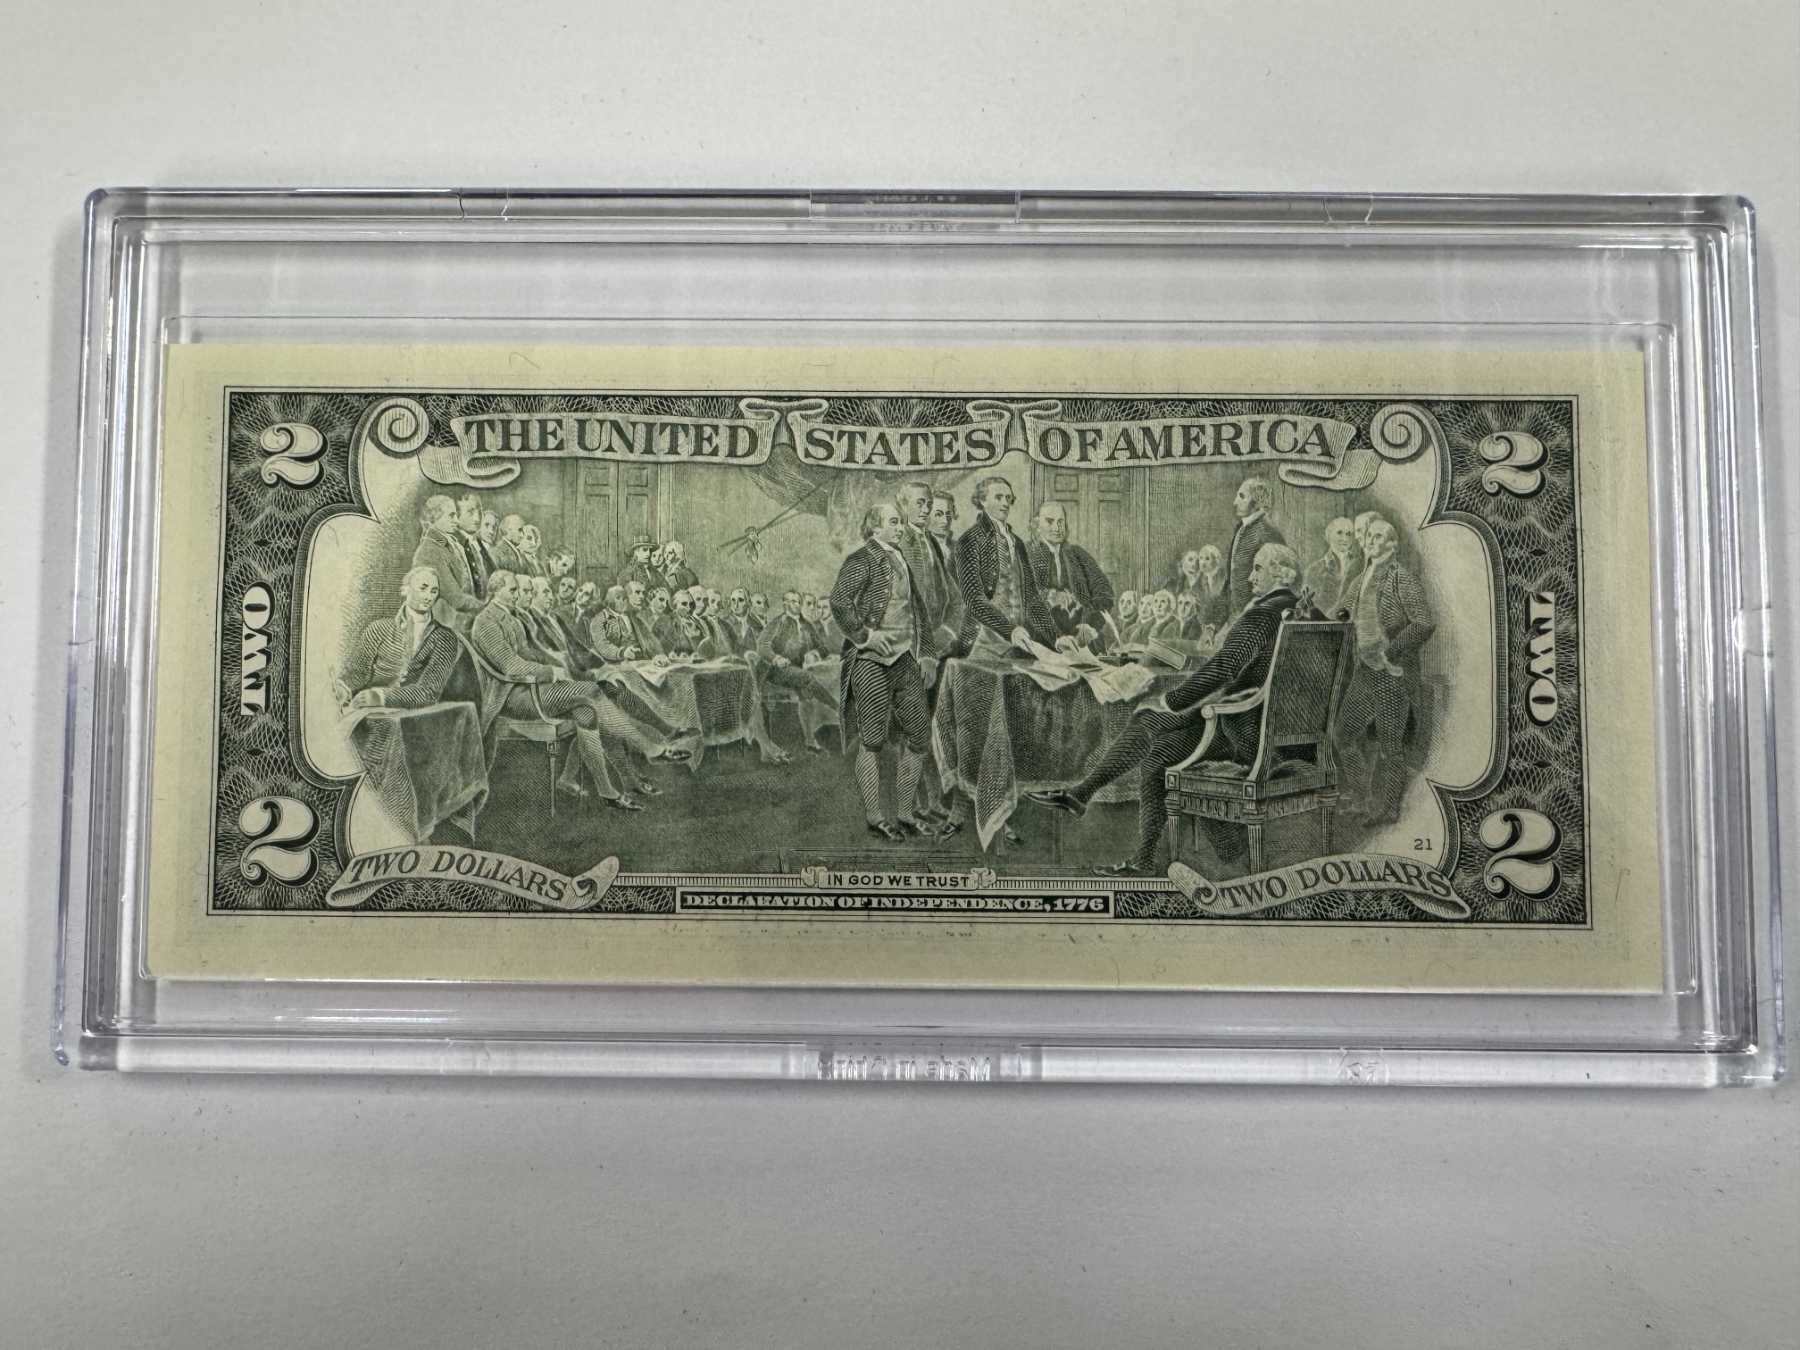 THE UNITED STATES OF AMERICA
2 2
TWO TWO
2 2
21
TWO DOLLARS TWO DOLLARS
IN GOD WE TRUST
DECLARATION OF INDEPENDENCE, 1776